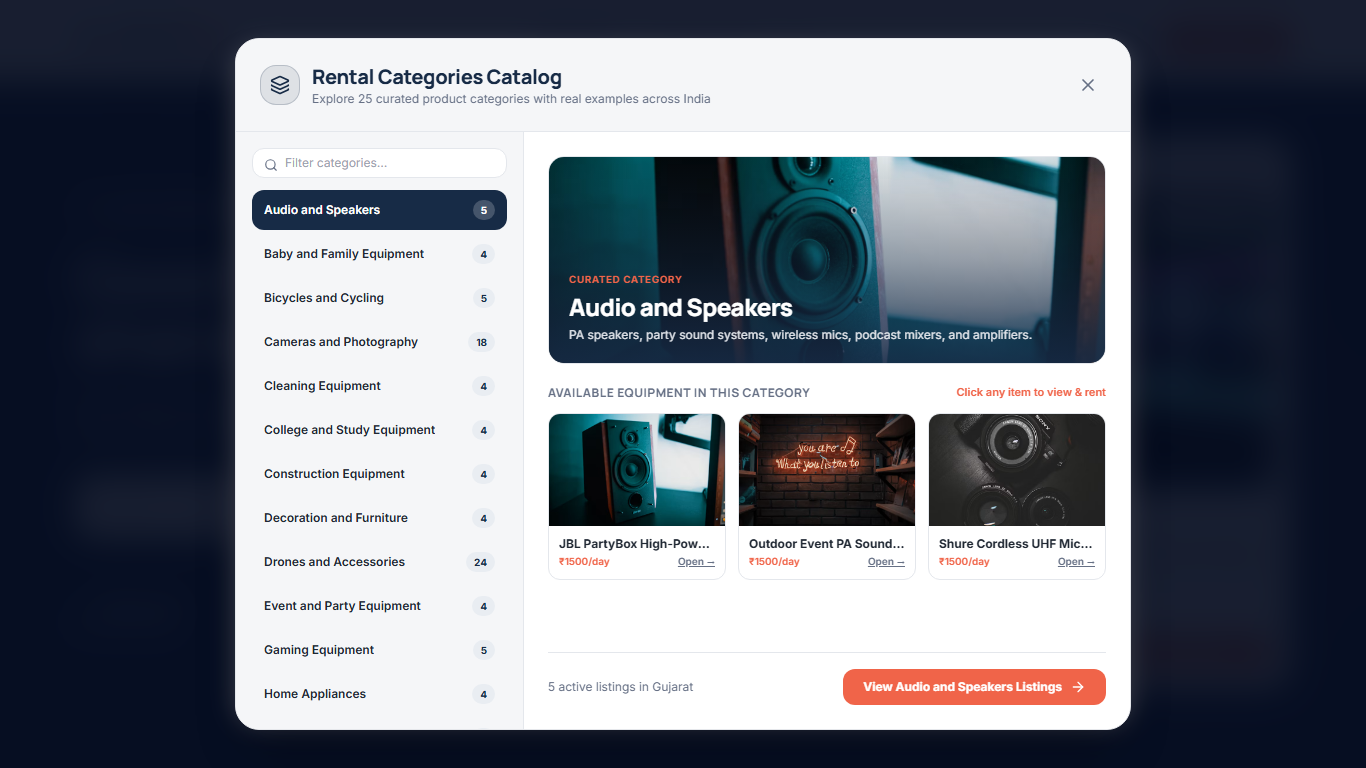 Rental Categories Catalog
Explore 25 curated product categories with real examples across India
Filter categories...
Audio and Speakers 5
Baby and Family Equipment 4
Bicycles and Cycling 5
Cameras and Photography 18
Cleaning Equipment 4
College and Study Equipment 4
Construction Equipment 4
Decoration and Furniture 4
Drones and Accessories 24
Event and Party Equipment 4
Gaming Equipment 5
Home Appliances 4
CURATED CATEGORY
Audio and Speakers
PA speakers, party sound systems, wireless mics, podcast mixers, and amplifiers.
AVAILABLE EQUIPMENT IN THIS CATEGORY
Click any item to view & rent
you are
What you listen to
SONY
JBL PartyBox High-Pow...
₹1500/day Open →
Outdoor Event PA Sound...
₹1500/day Open →
Shure Cordless UHF Mic...
₹1500/day Open →
5 active listings in Gujarat
View Audio and Speakers Listings →